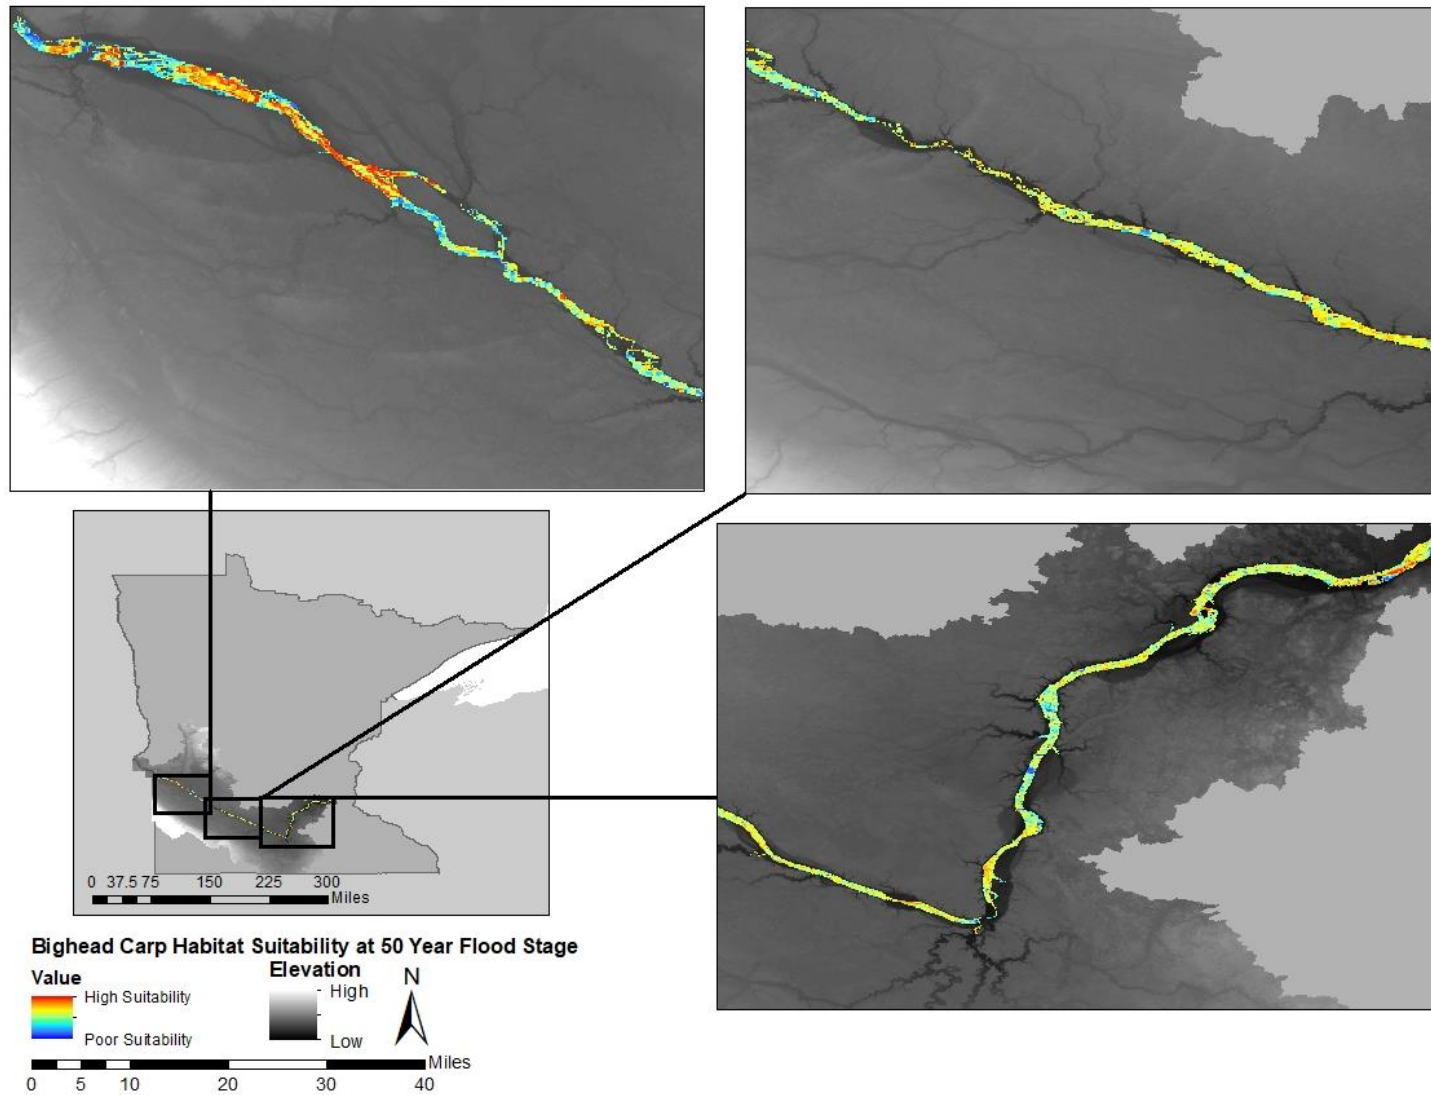 0 37.5 75 150 225 300
Miles
Bighead Carp Habitat Suitability at 50 Year Flood Stage
Value
High Suitability
Poor Suitability
Elevation
High
Low
N
Miles
0 5 10 20 30 40